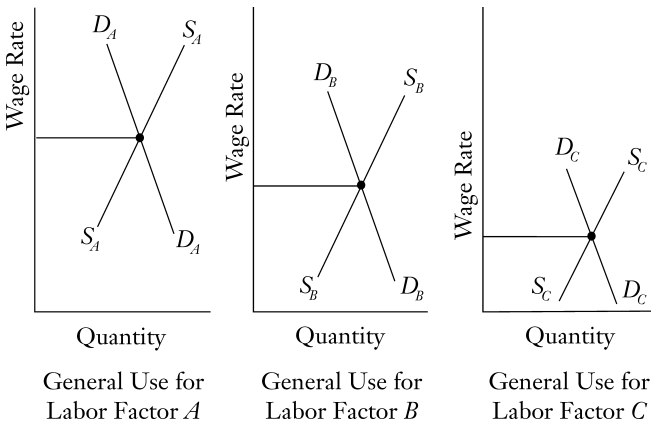 Wage Rate
D_A
S_A
S_A
D_A
Quantity
General Use for
Labor Factor A
Wage Rate
D_B
S_B
S_B
D_B
Quantity
General Use for
Labor Factor B
Wage Rate
D_C
S_C
S_C
D_C
Quantity
General Use for
Labor Factor C